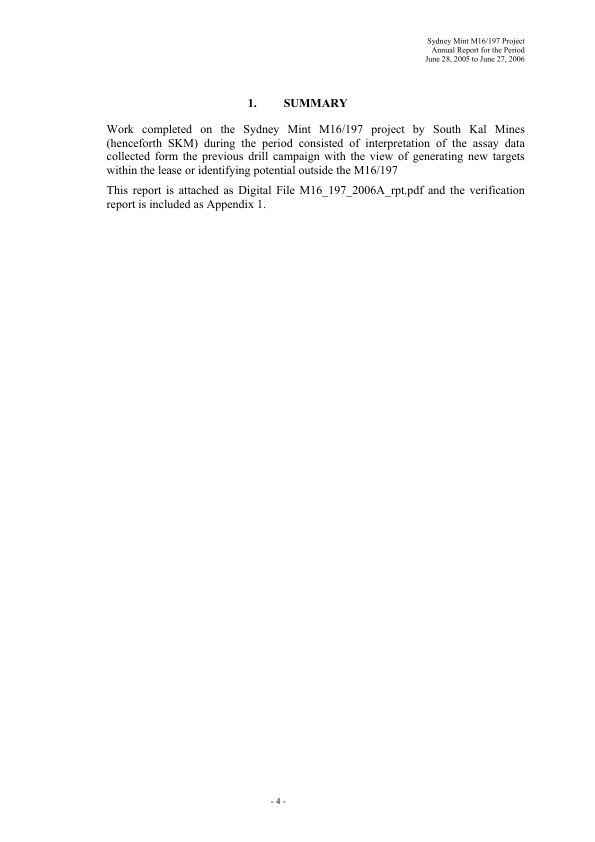 Sydney Mint M16/197 Project
Annual Report for the Period
June 28, 2005 to June 27, 2006
1. SUMMARY
Work completed on the Sydney Mint M16/197 project by South Kal Mines
(henceforth SKM) during the period consisted of interpretation of the assay data
collected form the previous drill campaign with the view of generating new targets
within the lease or identifying potential outside the M16/197
This report is attached as Digital File M16_197_2006A_rpt.pdf and the verification
report is included as Appendix 1.
- 4 -